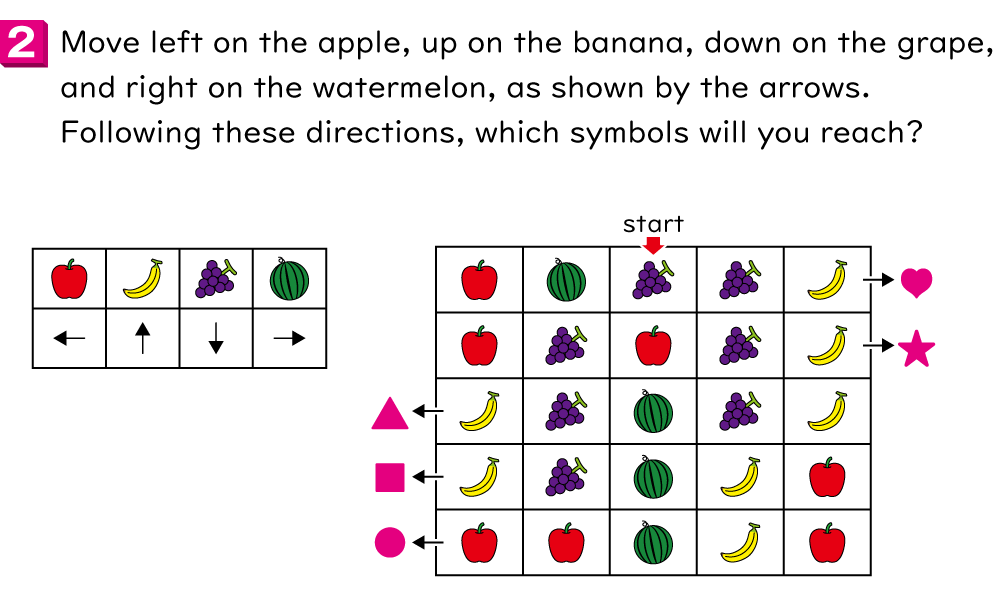 2 Move left on the apple, up on the banana, down on the grape,
and right on the watermelon, as shown by the arrows.
Following these directions, which symbols will you reach?
start